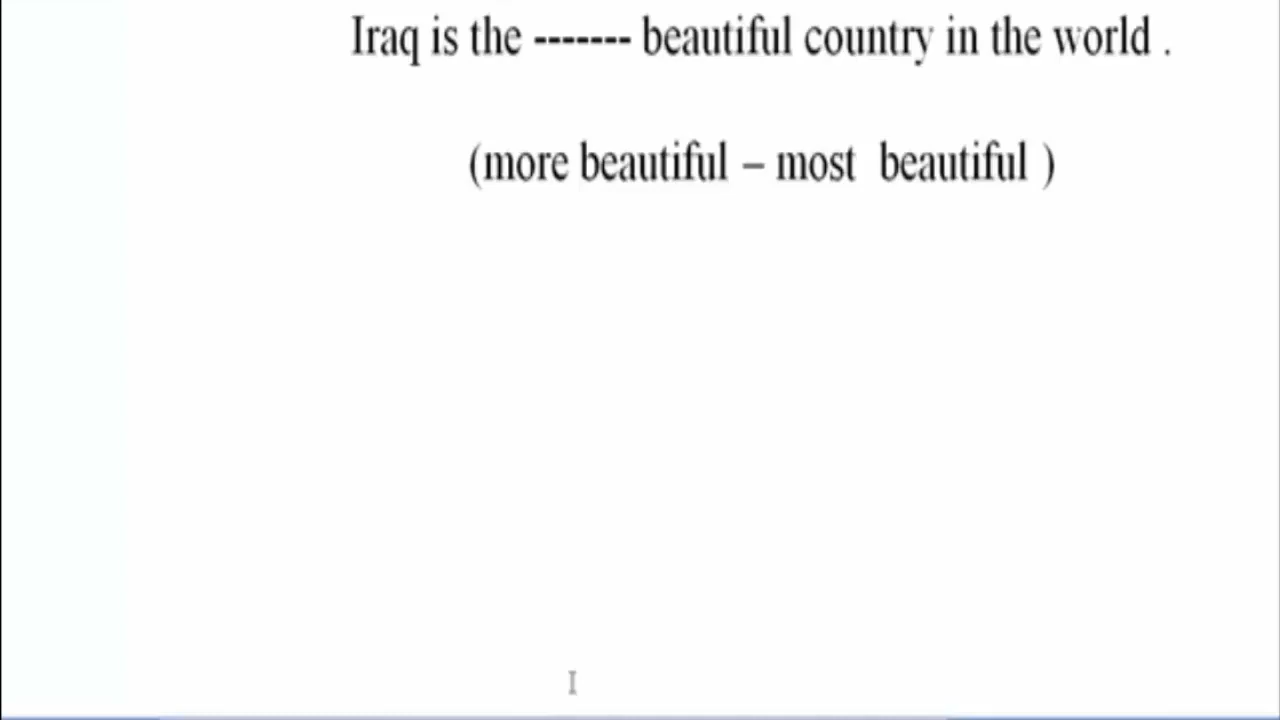 Iraq is the ------- beautiful country in the world .
(more beautiful – most  beautiful )